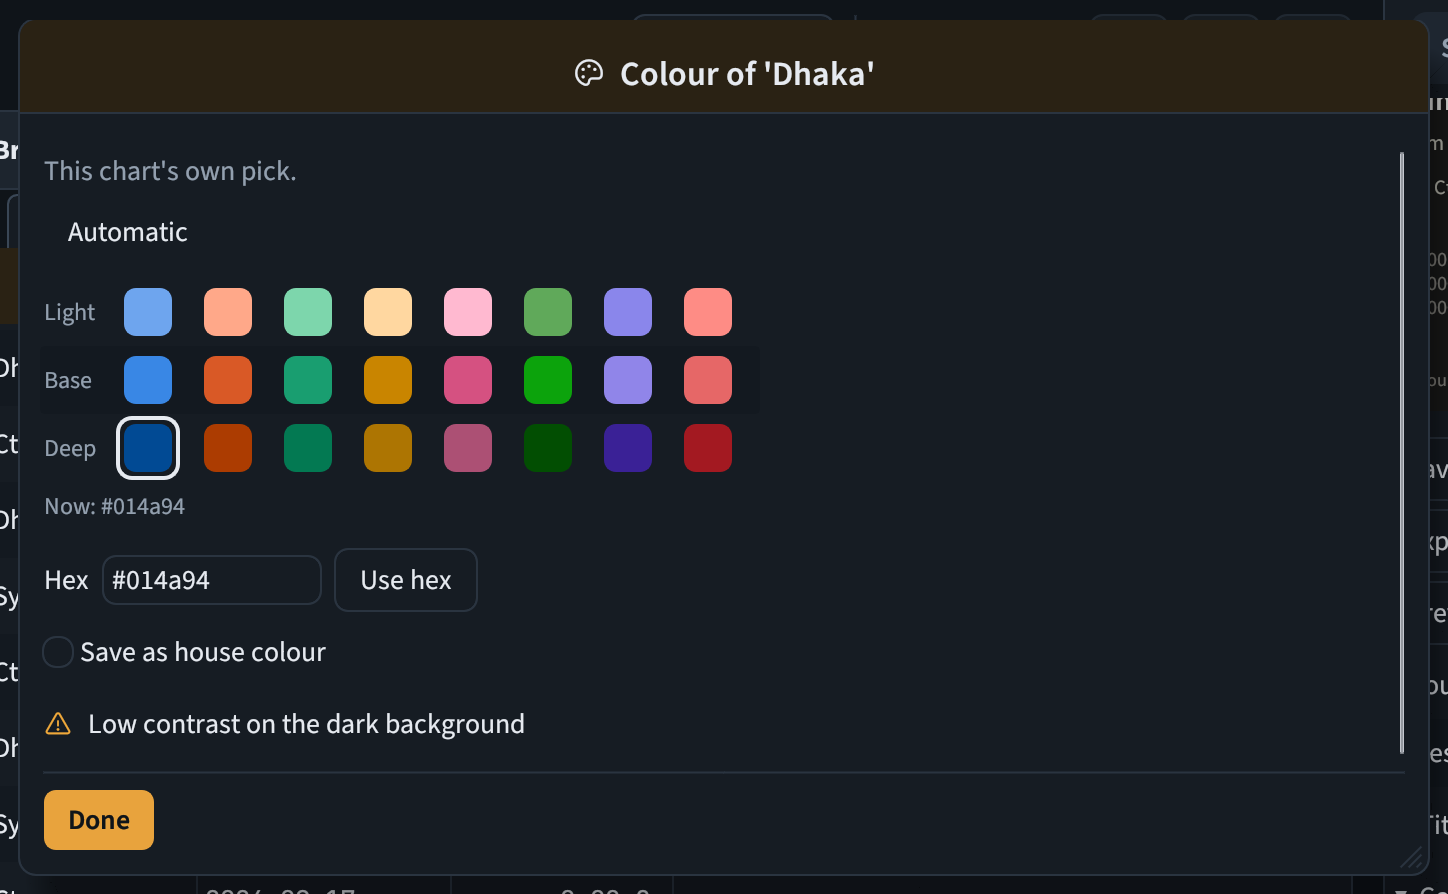 Colour of 'Dhaka'
This chart's own pick.
Automatic
Light
Base
Deep
Now: #014a94
Hex #014a94 Use hex
Save as house colour
Low contrast on the dark background
Done